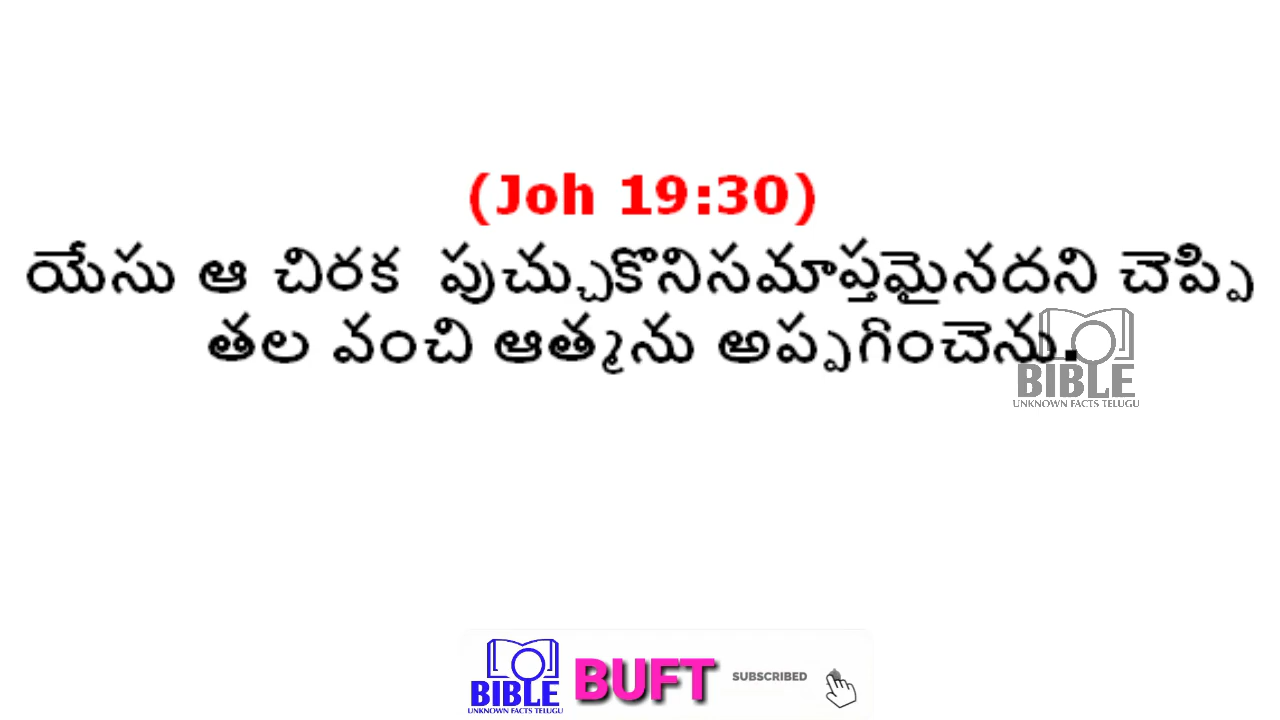 (Joh 19:30)
యేసు ఆ చిరక పుచ్చుకొనిసమాప్తమైనదని చెప్పి
తల వంచి ఆత్మను అప్పగించెను.
BIBLE
UNKNOWN FACTS TELUGU
BIBLE
UNKNOWN FACTS TELUGU
BUFT
SUBSCRIBED